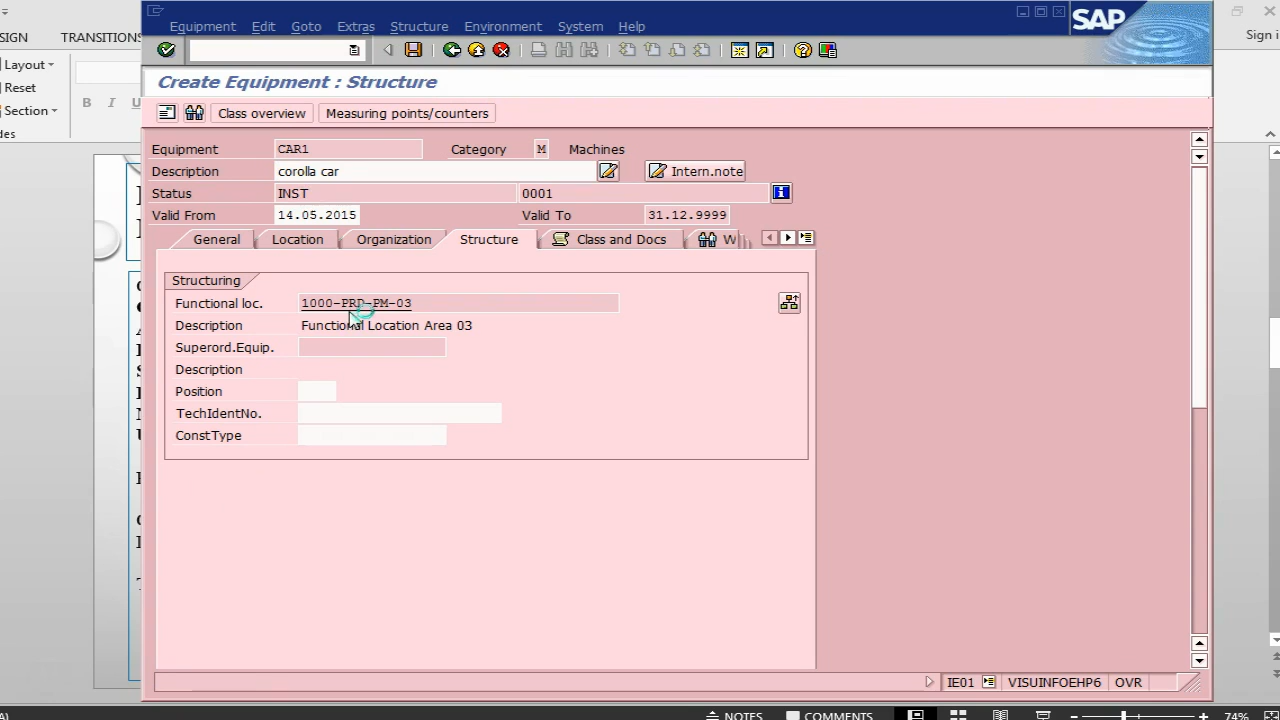 SIGN
TRANSITIONS
Sign i
Layout
Reset
Section
des
B I U
Equipment Edit Goto Extras Structure Environment System Help
SAP
Create Equipment : Structure
Class overview Measuring points/counters
Equipment CAR1 Category M Machines
Description corolla car Intern.note
Status INST 0001
Valid From 14.05.2015 Valid To 31.12.9999
General Location Organization Structure Class and Docs W
Structuring
Functional loc. 1000-PRD-PM-03
Description Functional Location Area 03
Superord.Equip.
Description
Position
TechIdentNo.
ConstType
IE01 VISUINFOEHP6 OVR
NOTES COMMENTS 74%